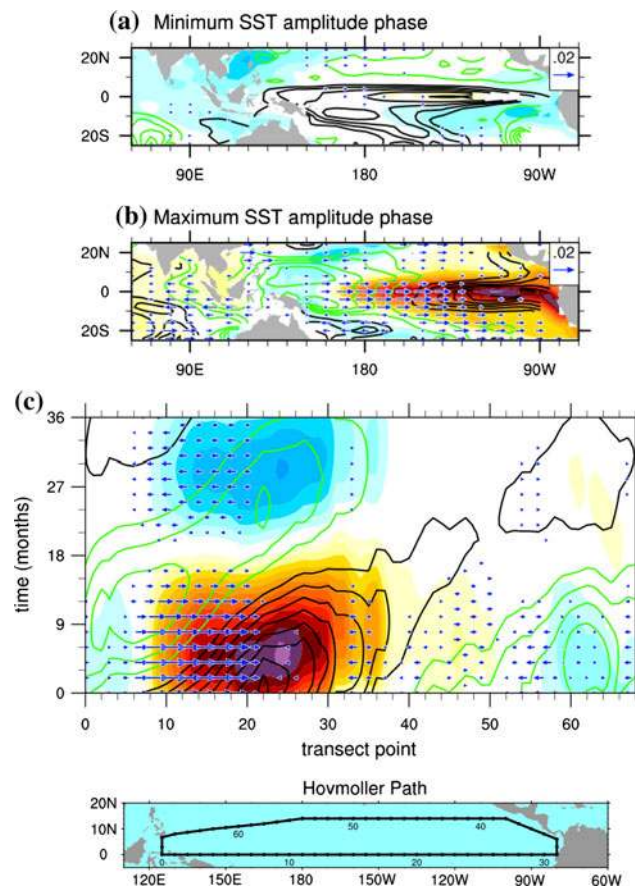 (a) Minimum SST amplitude phase
20N
0
20S
.02
90E 180 90W
(b) Maximum SST amplitude phase
20N
0
20S
.02
90E 180 90W
(c)
36
27
18
9
0
time (months)
0 10 20 30 40 50 60
transect point
Hovmoller Path
20N
10N
0
60 50 40
0 10 20 30
120E 150E 180 150W 120W 90W 60W